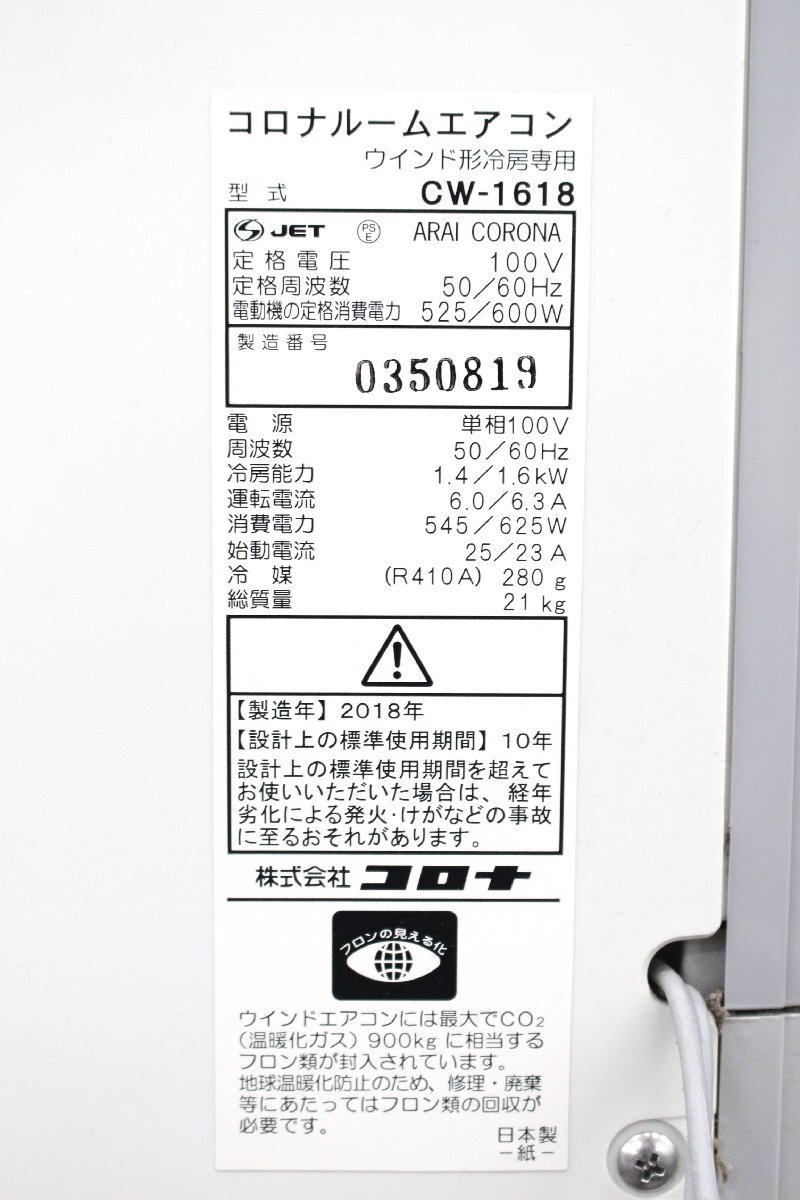 コロナルームエアコン
ウインド形冷房専用
型式 CW-1618
JET PSE ARAI CORONA
定格電圧 100V
定格周波数 50/60Hz
電動機の定格消費電力 525/600W
製造番号
0350819
電源 単相100V
周波数 50/60Hz
冷房能力 1.4/1.6kW
運転電流 6.0/6.3A
消費電力 545/625W
始動電流 25/23A
冷媒 (R410A) 280g
総質量 21kg
【製造年】2018年
【設計上の標準使用期間】10年
設計上の標準使用期間を超えて
お使いいただいた場合は、経年
劣化による発火・けがなどの事故
に至るおそれがあります。
株式会社 コロナ
フロンの見える化
ウインドエアコンには最大でCO₂
(温暖化ガス)900kgに相当する
フロン類が封入されています。
地球温暖化防止のため、修理・廃棄
等にあたってはフロン類の回収が
必要です。
日本製
－紙－